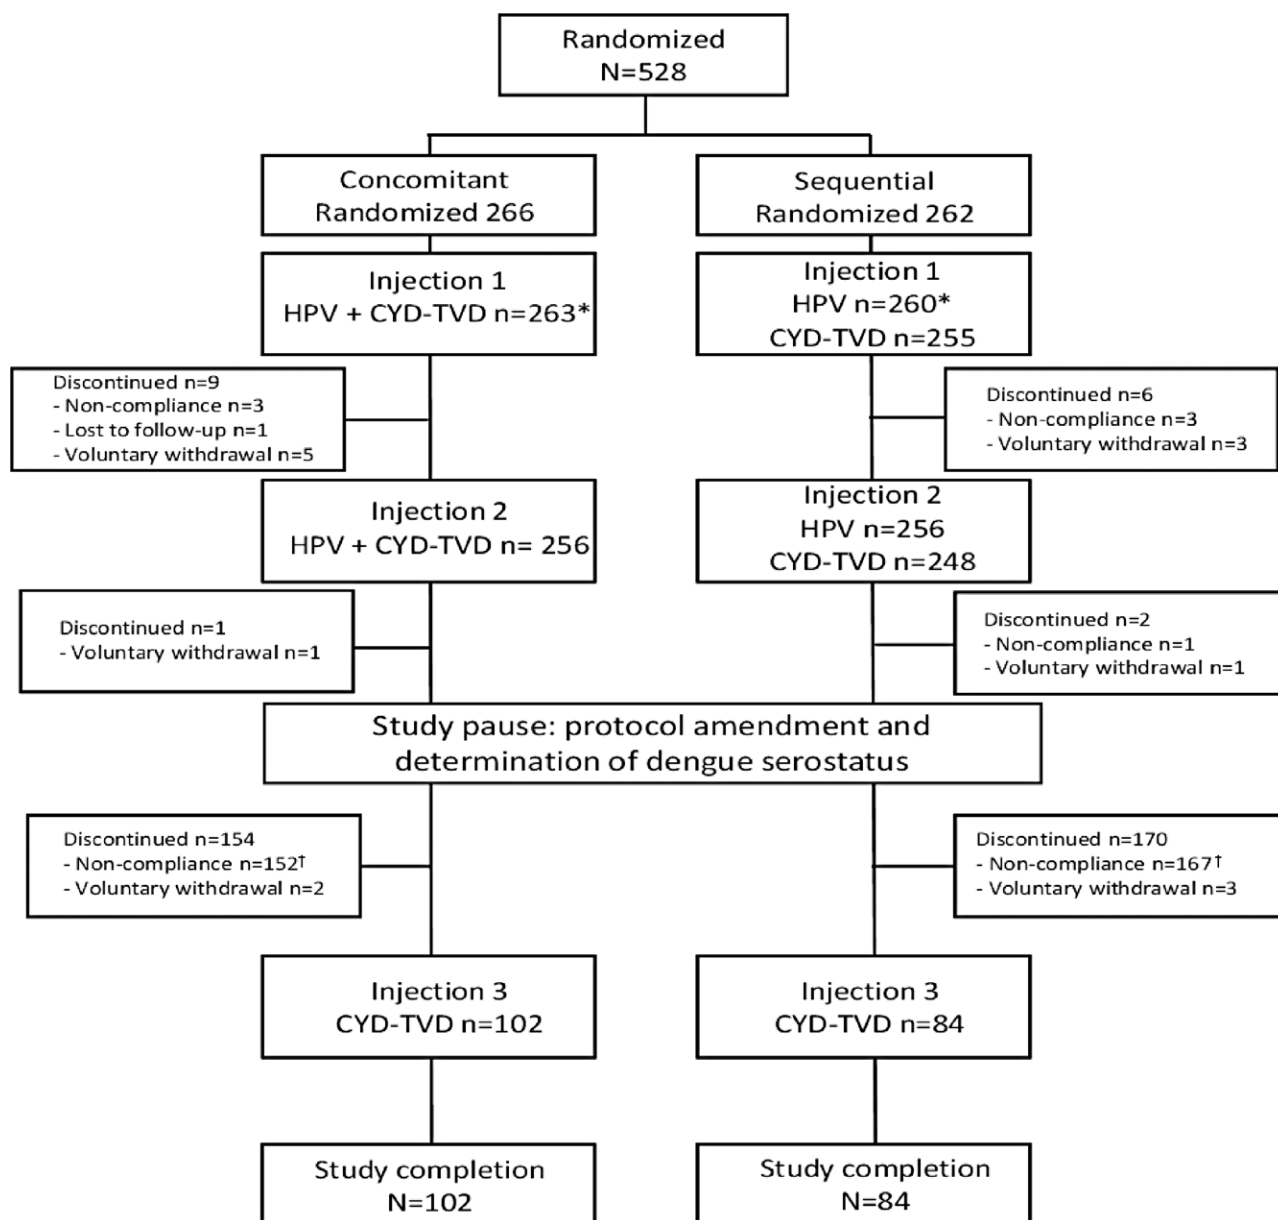 Randomized
N=528
Concomitant
Randomized 266
Sequential
Randomized 262
Injection 1
HPV + CYD-TVD n=263*
Injection 1
HPV n=260*
CYD-TVD n=255
Discontinued n=9
- Non-compliance n=3
- Lost to follow-up n=1
- Voluntary withdrawal n=5
Discontinued n=6
- Non-compliance n=3
- Voluntary withdrawal n=3
Injection 2
HPV + CYD-TVD n= 256
Injection 2
HPV n=256
CYD-TVD n=248
Discontinued n=1
- Voluntary withdrawal n=1
Discontinued n=2
- Non-compliance n=1
- Voluntary withdrawal n=1
Study pause: protocol amendment and
determination of dengue serostatus
Discontinued n=154
- Non-compliance n=152†
- Voluntary withdrawal n=2
Discontinued n=170
- Non-compliance n=167†
- Voluntary withdrawal n=3
Injection 3
CYD-TVD n=102
Injection 3
CYD-TVD n=84
Study completion
N=102
Study completion
N=84